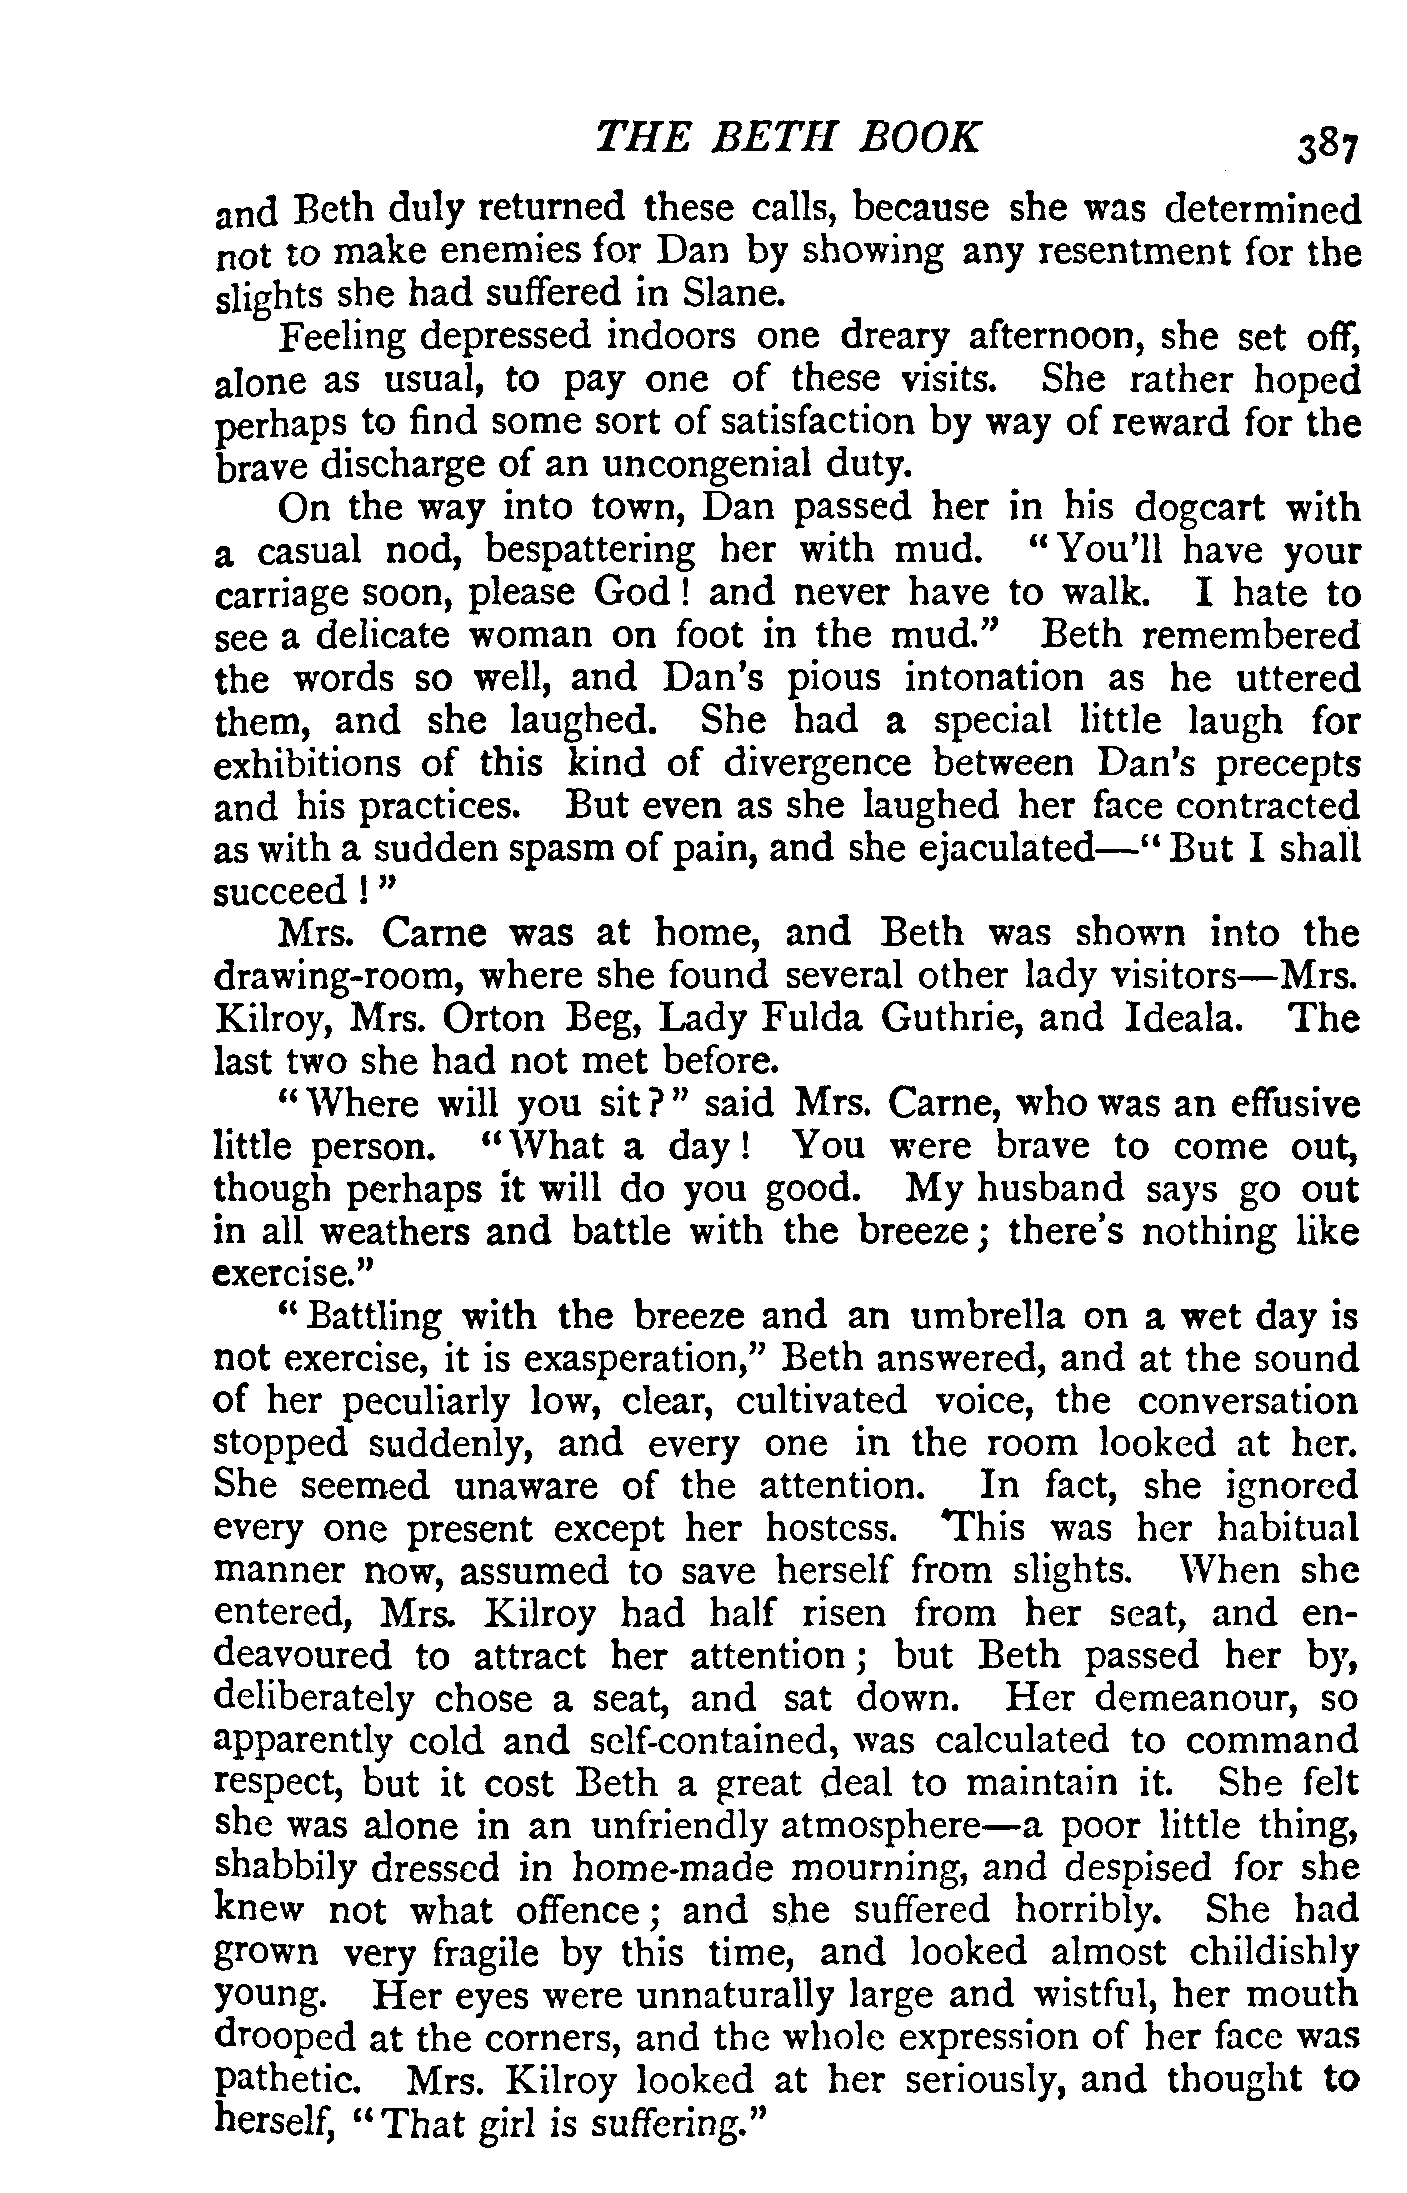 THE BETH BOOK 387
and Beth duly returned these calls, because she was determined
not to make enemies for Dan by showing any resentment for the
slights she had suffered in Slane.
Feeling depressed indoors one dreary afternoon, she set off,
alone as usual, to pay one of these visits. She rather hoped
perhaps to find some sort of satisfaction by way of reward for the
brave discharge of an uncongenial duty.
On the way into town, Dan passed her in his dogcart with
a casual nod, bespattering her with mud. “You'll have your
carriage soon, please God! and never have to walk. I hate to
see a delicate woman on foot in the mud.” Beth remembered
the words so well, and Dan's pious intonation as he uttered
them, and she laughed. She had a special little laugh for
exhibitions of this kind of divergence between Dan's precepts
and his practices. But even as she laughed her face contracted
as with a sudden spasm of pain, and she ejaculated—“But I shall
succeed!”
Mrs. Carne was at home, and Beth was shown into the
drawing-room, where she found several other lady visitors—Mrs.
Kilroy, Mrs. Orton Beg, Lady Fulda Guthrie, and Ideala. The
last two she had not met before.
“Where will you sit?” said Mrs. Carne, who was an effusive
little person. “What a day! You were brave to come out,
though perhaps it will do you good. My husband says go out
in all weathers and battle with the breeze; there's nothing like
exercise.”
“Battling with the breeze and an umbrella on a wet day is
not exercise, it is exasperation,” Beth answered, and at the sound
of her peculiarly low, clear, cultivated voice, the conversation
stopped suddenly, and every one in the room looked at her.
She seemed unaware of the attention. In fact, she ignored
every one present except her hostess. This was her habitual
manner now, assumed to save herself from slights. When she
entered, Mrs. Kilroy had half risen from her seat, and en-
deavoured to attract her attention; but Beth passed her by,
deliberately chose a seat, and sat down. Her demeanour, so
apparently cold and self-contained, was calculated to command
respect, but it cost Beth a great deal to maintain it. She felt
she was alone in an unfriendly atmosphere—a poor little thing,
shabbily dressed in home-made mourning, and despised for she
knew not what offence; and she suffered horribly. She had
grown very fragile by this time, and looked almost childishly
young. Her eyes were unnaturally large and wistful, her mouth
drooped at the corners, and the whole expression of her face was
pathetic. Mrs. Kilroy looked at her seriously, and thought to
herself, “That girl is suffering.”